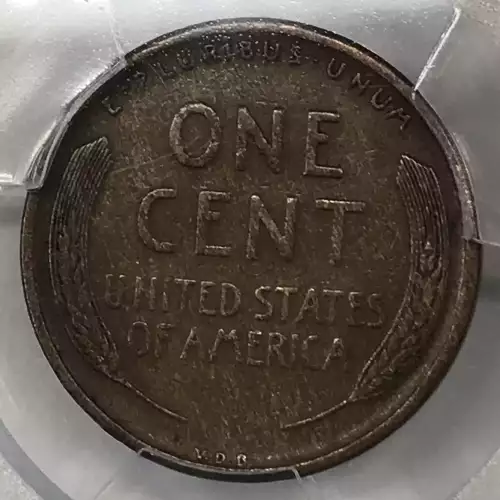 E · PLURIBUS · UNUM
ONE
CENT
UNITED STATES
OF AMERICA
V.D.B.